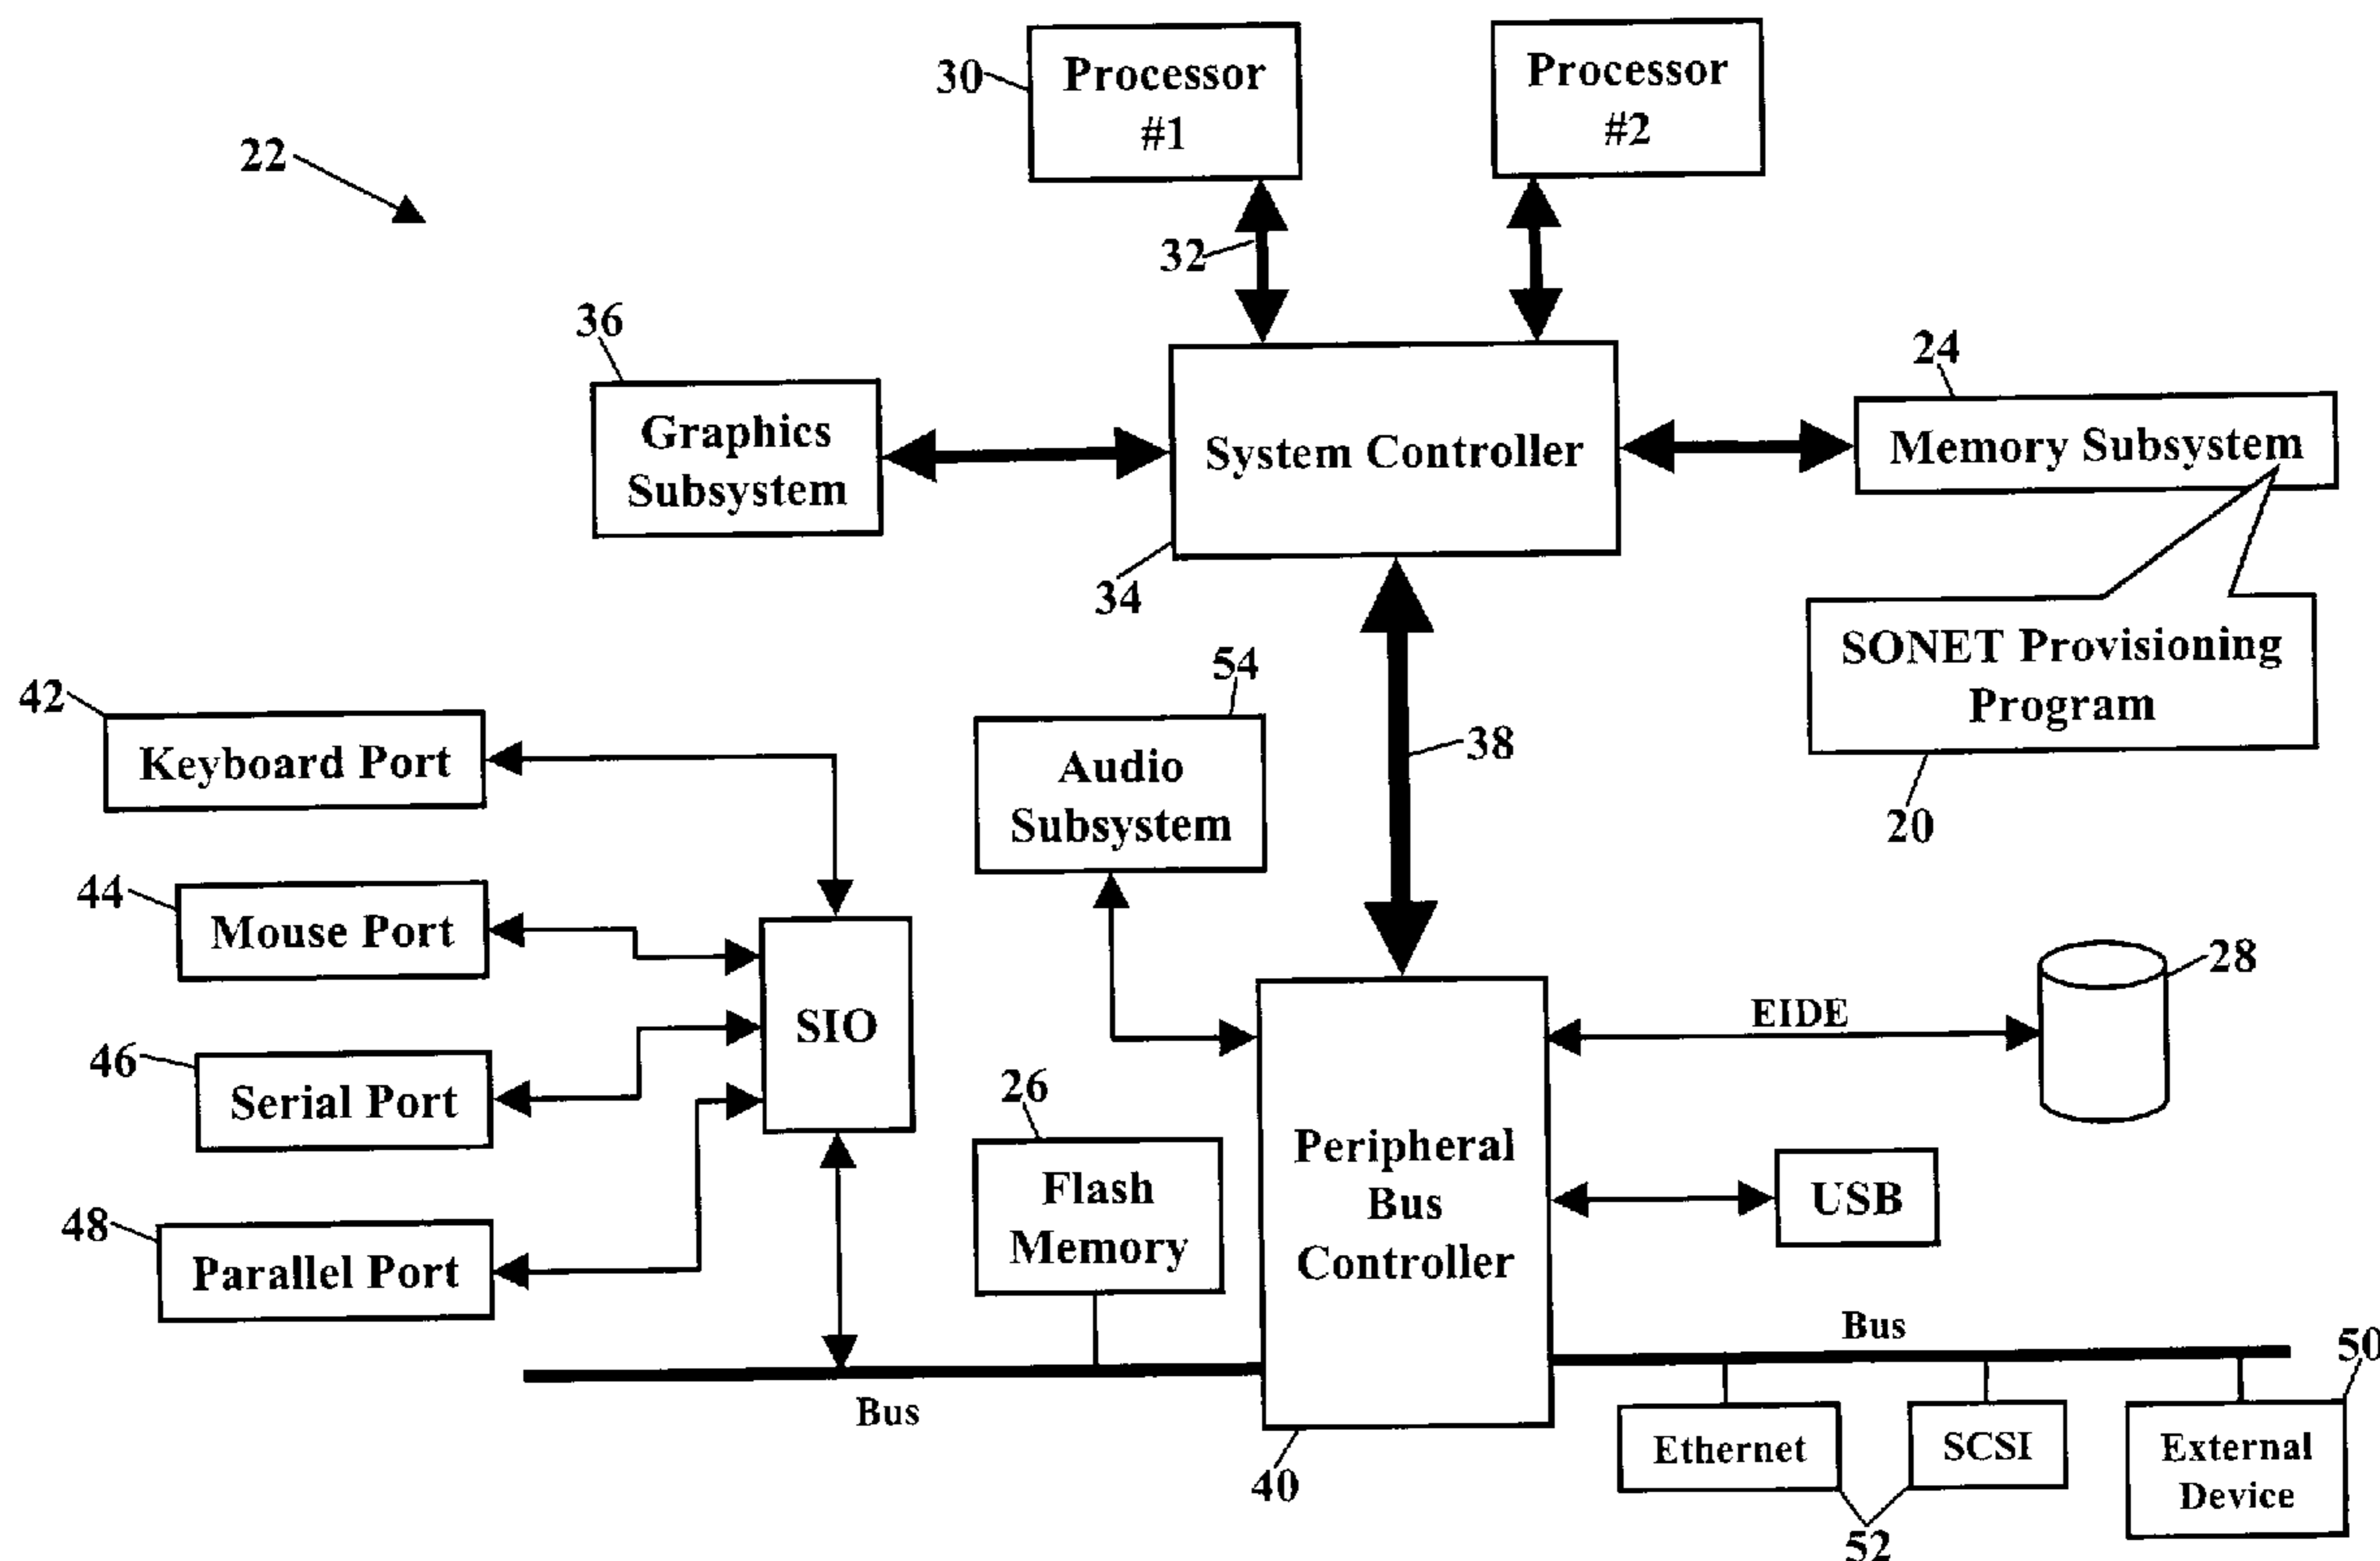 30
Processor
#1
Processor
#2
22
32
36
24
Graphics
Subsystem
System Controller
Memory Subsystem
34
SONET Provisioning
Program
54
42
Keyboard Port
Audio
Subsystem
38
20
44
Mouse Port
28
SIO
EIDE
46
Serial Port
26
Flash
Memory
Peripheral
Bus
Controller
USB
48
Parallel Port
Bus
50
Bus
Ethernet
SCSI
External
Device
40
52